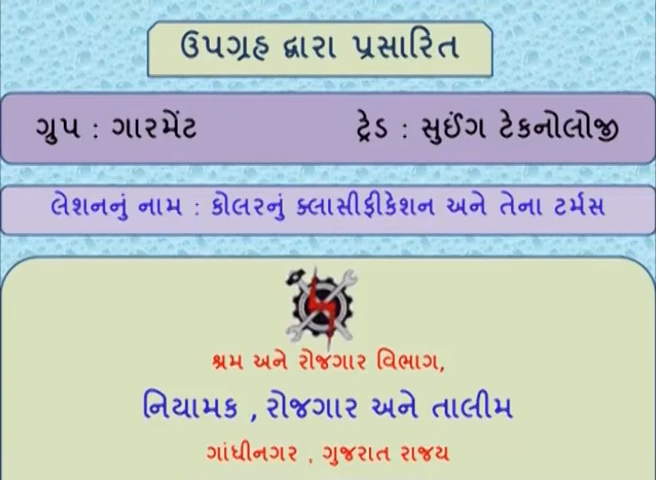 ઉપગ્રહ દ્વારા પ્રસારિત
ગ્રુપ : ગારમેંટ ટ્રેડ : સુઈંગ ટેકનોલોજી
લેશનનું નામ : કોલરનું ક્લાસીફીકેશન અને તેના ટર્મસ
શ્રમ અને રોજગાર વિભાગ,
નિયામક , રોજગાર અને તાલીમ
ગાંધીનગર , ગુજરાત રાજય